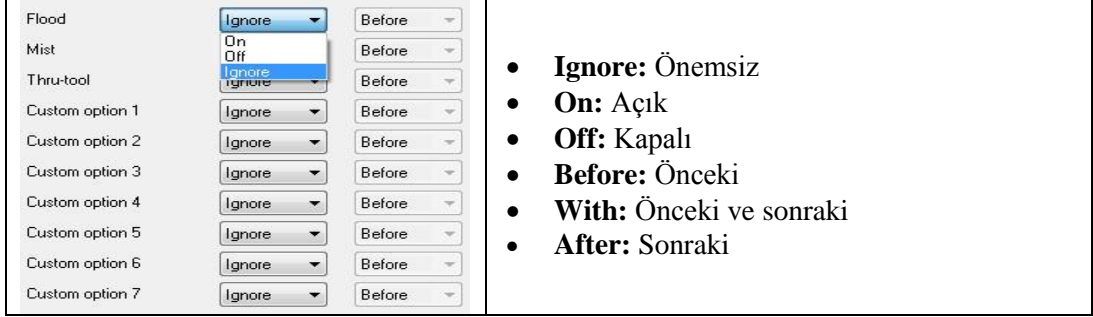 Flood Ignore Before
On
Off
Ignore
Mist Before
Thru-tool Ignore Before
Custom option 1 Ignore Before
Custom option 2 Ignore Before
Custom option 3 Ignore Before
Custom option 4 Ignore Before
Custom option 5 Ignore Before
Custom option 6 Ignore Before
Custom option 7 Ignore Before
• Ignore: Önemsiz
• On: Açık
• Off: Kapalı
• Before: Önceki
• With: Önceki ve sonraki
• After: Sonraki